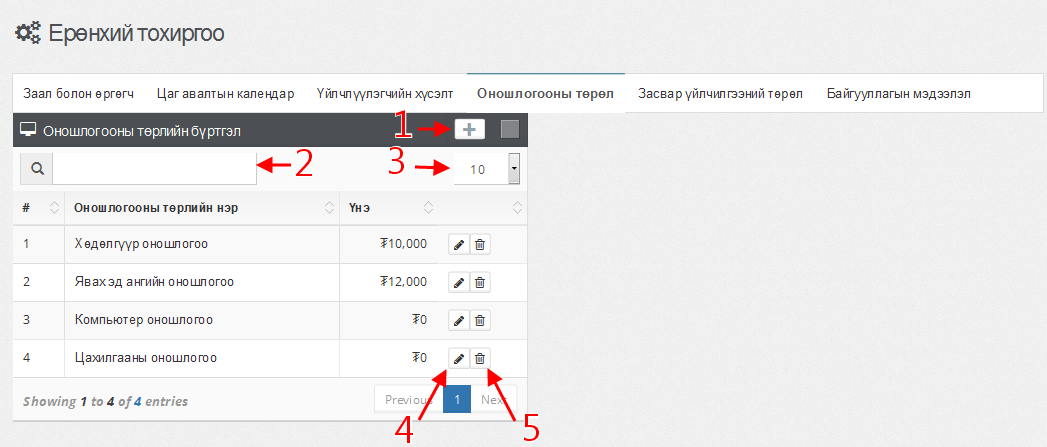 Ерөнхий тохиргоо
Заал болон өргөгч Цаг авалтын календар Үйлчлүүлэгчийн хүсэлт Оношлогооны төрөл Засвар үйлчилгээний төрөл Байгууллагын мэдээлэл
Оношлогооны төрлийн бүртгэл 1
2 3 10
# Оношлогооны төрлийн нэр Үнэ
1 Хөдөлгүүр оношлогоо ₮10,000
2 Явах эд ангийн оношлогоо ₮12,000
3 Компьютер оношлогоо ₮0
4 Цахилгааны оношлогоо ₮0
Showing 1 to 4 of 4 entries Previous 1 Next
4 5